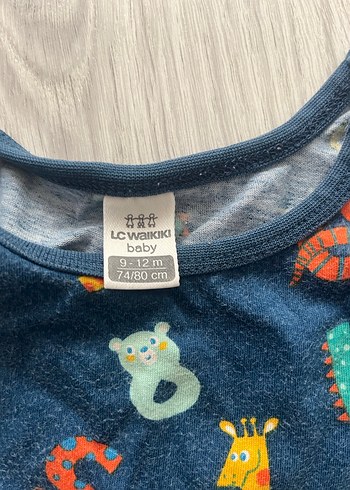 LC WAIKIKI
baby
9 - 12 m
74/80 cm